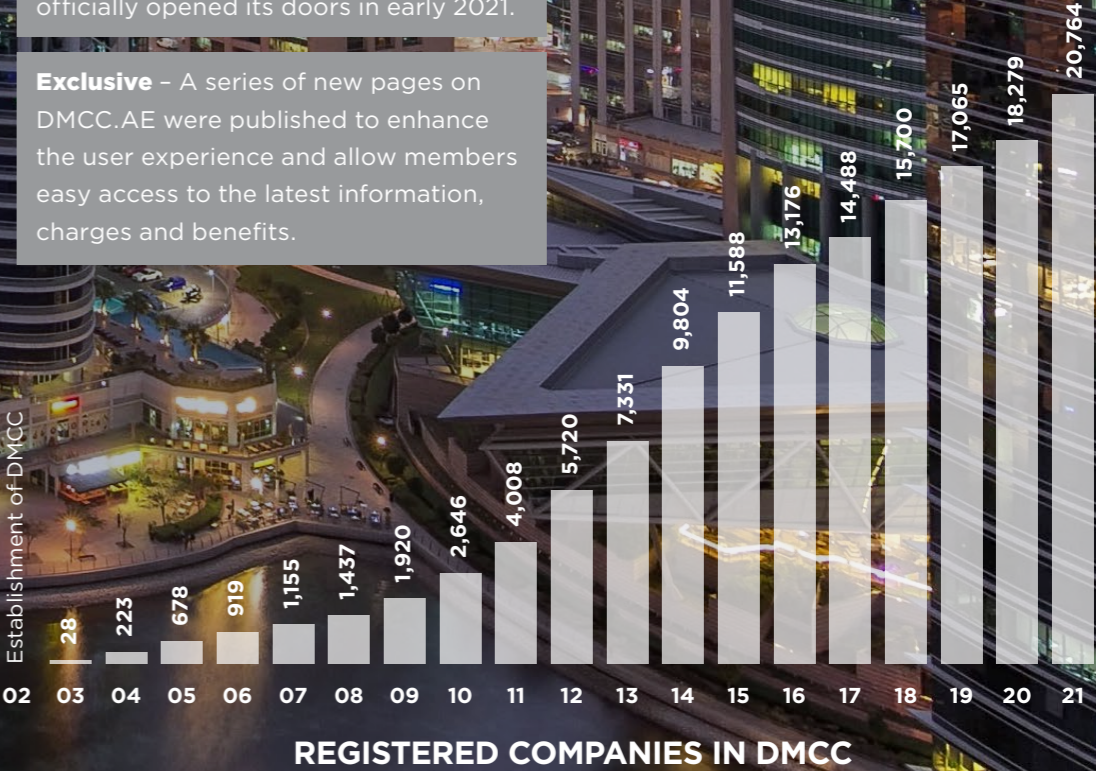 officially opened its doors in early 2021.
Exclusive – A series of new pages on
DMCC.AE were published to enhance
the user experience and allow members
easy access to the latest information,
charges and benefits.
Establishment of DMCC
28
223
678
919
1,155
1,437
1,920
2,646
4,008
5,720
7,331
9,804
11,588
13,176
14,488
15,700
17,065
18,279
20,764
02 03 04 05 06 07 08 09 10 11 12 13 14 15 16 17 18 19 20 21
REGISTERED COMPANIES IN DMCC